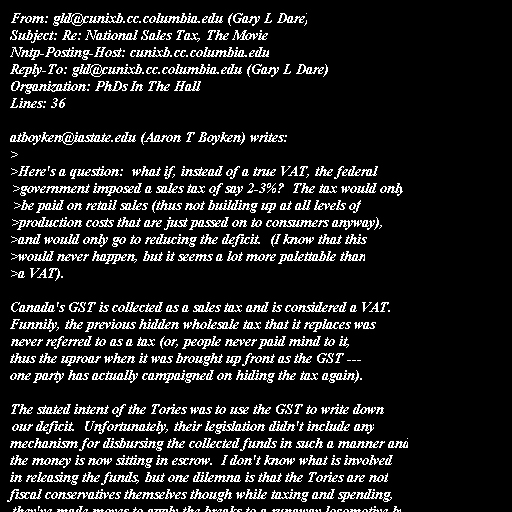 From: gld@cunixb.cc.columbia.edu (Gary L Dare)
Subject: Re: National Sales Tax, The Movie
Nntp-Posting-Host: cunixb.cc.columbia.edu
Reply-To: gld@cunixb.cc.columbia.edu (Gary L Dare)
Organization: PhDs In The Hall
Lines: 36

atboyken@iastate.edu (Aaron T Boyken) writes:
>
>Here's a question:  what if, instead of a true VAT, the federal
>government imposed a sales tax of say 2-3%?  The tax would only
>be paid on retail sales (thus not building up at all levels of
>production costs that are just passed on to consumers anyway),
>and would only go to reducing the deficit.  (I know that this
>would never happen, but it seems a lot more palettable than
>a VAT).

Canada's GST is collected as a sales tax and is considered a VAT.
Funnily, the previous hidden wholesale tax that it replaces was
never referred to as a tax (or, people never paid mind to it,
thus the uproar when it was brought up front as the GST ---
one party has actually campaigned on hiding the tax again).

The stated intent of the Tories was to use the GST to write down
our deficit.  Unfortunately, their legislation didn't include any
mechanism for disbursing the collected funds in such a manner and
the money is now sitting in escrow.  I don't know what is involved
in releasing the funds, but one dilemna is that the Tories are not
fiscal conservatives themselves though while taxing and spending,
they've made moves to apply the breaks to a runaway locomotive by